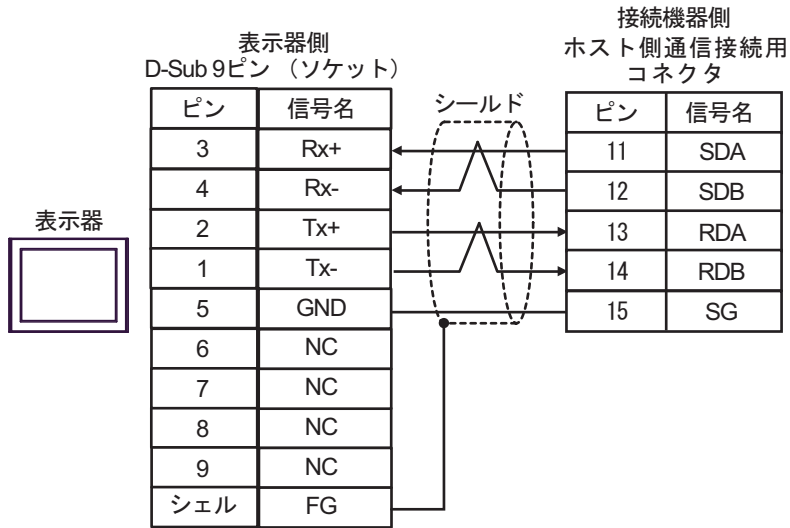 表示器側
D-Sub 9ピン （ソケット）
接続機器側
ホスト側通信接続用
コネクタ
シールド
表示器
ピン 信号名
3 Rx+
4 Rx-
2 Tx+
1 Tx-
5 GND
6 NC
7 NC
8 NC
9 NC
シェル FG
ピン 信号名
11 SDA
12 SDB
13 RDA
14 RDB
15 SG